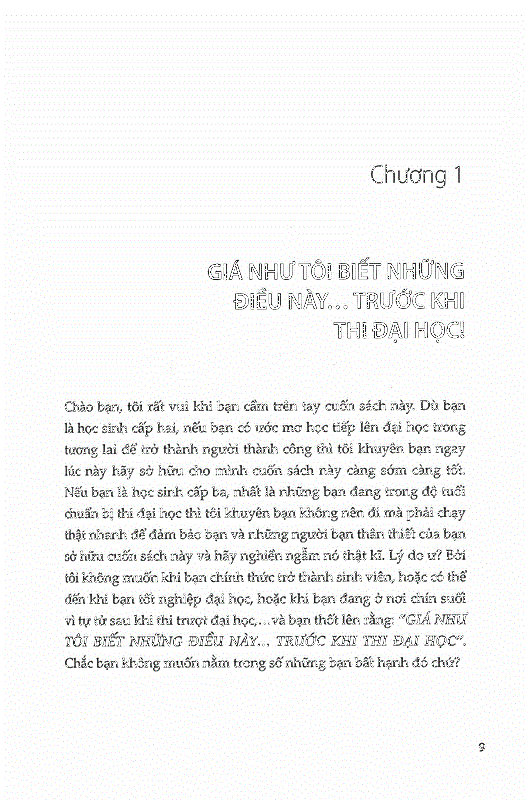 Chương 1
GIÁ NHƯ TÔI BIẾT NHỮNG
ĐIỀU NÀY... TRƯỚC KHI
THI ĐẠI HỌC!
Chào bạn, tôi rất vui khi bạn cầm trên tay cuốn sách này. Dù bạn
là học sinh cấp hai, nếu bạn có ước mơ học tiếp lên đại học trong
tương lai để trở thành người thành công thì tôi khuyên bạn ngay
lúc này hãy sở hữu cho mình cuốn sách này càng sớm càng tốt.
Nếu bạn là học sinh cấp ba, nhất là những bạn đang trong độ tuổi
chuẩn bị thi đại học thì tôi khuyên bạn không nên đi mà phải chạy
thật nhanh để đảm bảo bạn và những người bạn thân thiết của bạn
sở hữu cuốn sách này và hãy nghiền ngẫm nó thật kĩ. Lý do ư? Bởi
tôi không muốn khi bạn chính thức trở thành sinh viên, hoặc có thể
đến khi bạn tốt nghiệp đại học, hoặc khi bạn đang ở nơi chín suối
vì tự tử sau khi thi trượt đại học,...và bạn thốt lên rằng: "GIÁ NHƯ
TÔI BIẾT NHỮNG ĐIỀU NÀY... TRƯỚC KHI THI ĐẠI HỌC".
Chắc bạn không muốn nằm trong số những bạn bất hạnh đó chứ?
9